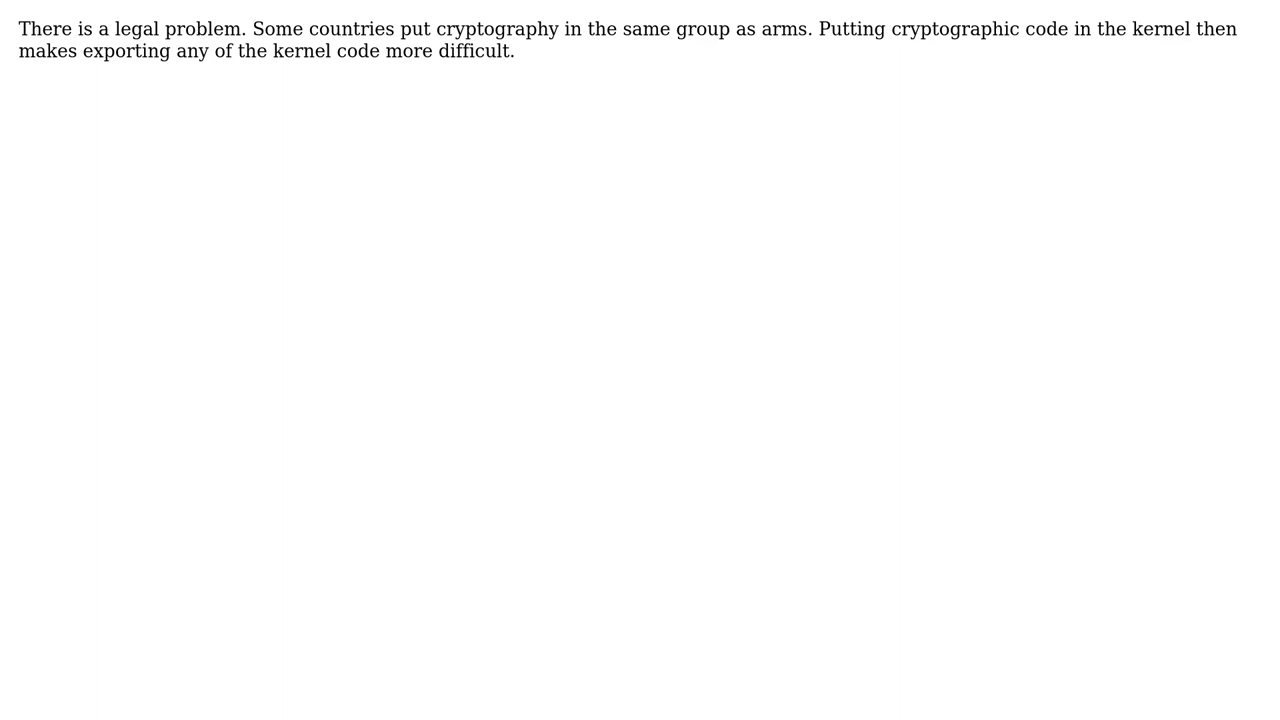 There is a legal problem. Some countries put cryptography in the same group as arms. Putting cryptographic code in the kernel then
makes exporting any of the kernel code more difficult.